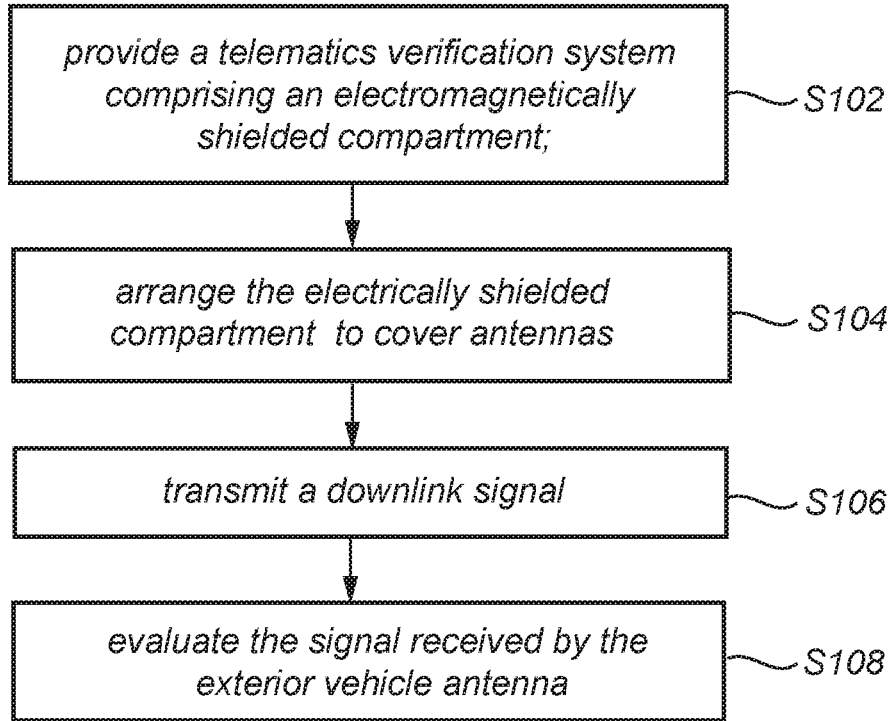 provide a telematics verification system
comprising an electromagnetically
shielded compartment;
S102
arrange the electrically shielded
compartment to cover antennas
S104
transmit a downlink signal
S106
evaluate the signal received by the
exterior vehicle antenna
S108